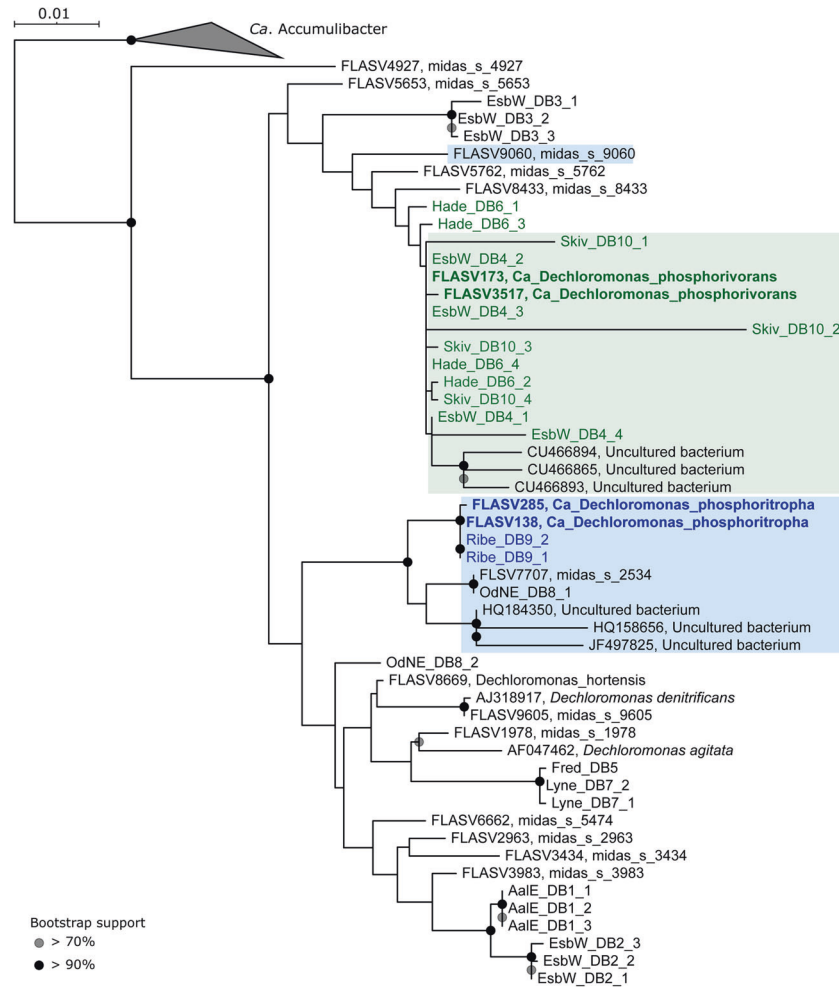 0.01
Ca. Accumulibacter
FLASV4927, midas_s_4927
FLASV5653, midas_s_5653
EsbW_DB3_1
EsbW_DB3_2
EsbW_DB3_3
FLASV9060, midas_s_9060
FLASV5762, midas_s_5762
FLASV8433, midas_s_8433
Hade_DB6_1
Hade_DB6_3
Skiv_DB10_1
EsbW_DB4_2
FLASV173, Ca_Dechloromonas_phosphorivorans
FLASV3517, Ca_Dechloromonas_phosphorivorans
EsbW_DB4_3
Skiv_DB10_2
Skiv_DB10_3
Hade_DB6_4
Hade_DB6_2
Skiv_DB10_4
EsbW_DB4_1
EsbW_DB4_4
CU466894, Uncultured bacterium
CU466865, Uncultured bacterium
CU466893, Uncultured bacterium
FLASV285, Ca_Dechloromonas_phosphoritropha
FLASV138, Ca_Dechloromonas_phosphoritropha
Ribe_DB9_2
Ribe_DB9_1
FLSV7707, midas_s_2534
OdNE_DB8_1
HQ184350, Uncultured bacterium
HQ158656, Uncultured bacterium
JF497825, Uncultured bacterium
OdNE_DB8_2
FLASV8669, Dechloromonas_hortensis
AJ318917, Dechloromonas denitrificans
FLASV9605, midas_s_9605
FLASV1978, midas_s_1978
AF047462, Dechloromonas agitata
Fred_DB5
Lyne_DB7_2
Lyne_DB7_1
FLASV6662, midas_s_5474
FLASV2963, midas_s_2963
FLASV3434, midas_s_3434
FLASV3983, midas_s_3983
AalE_DB1_1
AalE_DB1_2
AalE_DB1_3
EsbW_DB2_3
EsbW_DB2_2
EsbW_DB2_1
Bootstrap support
> 70%
> 90%